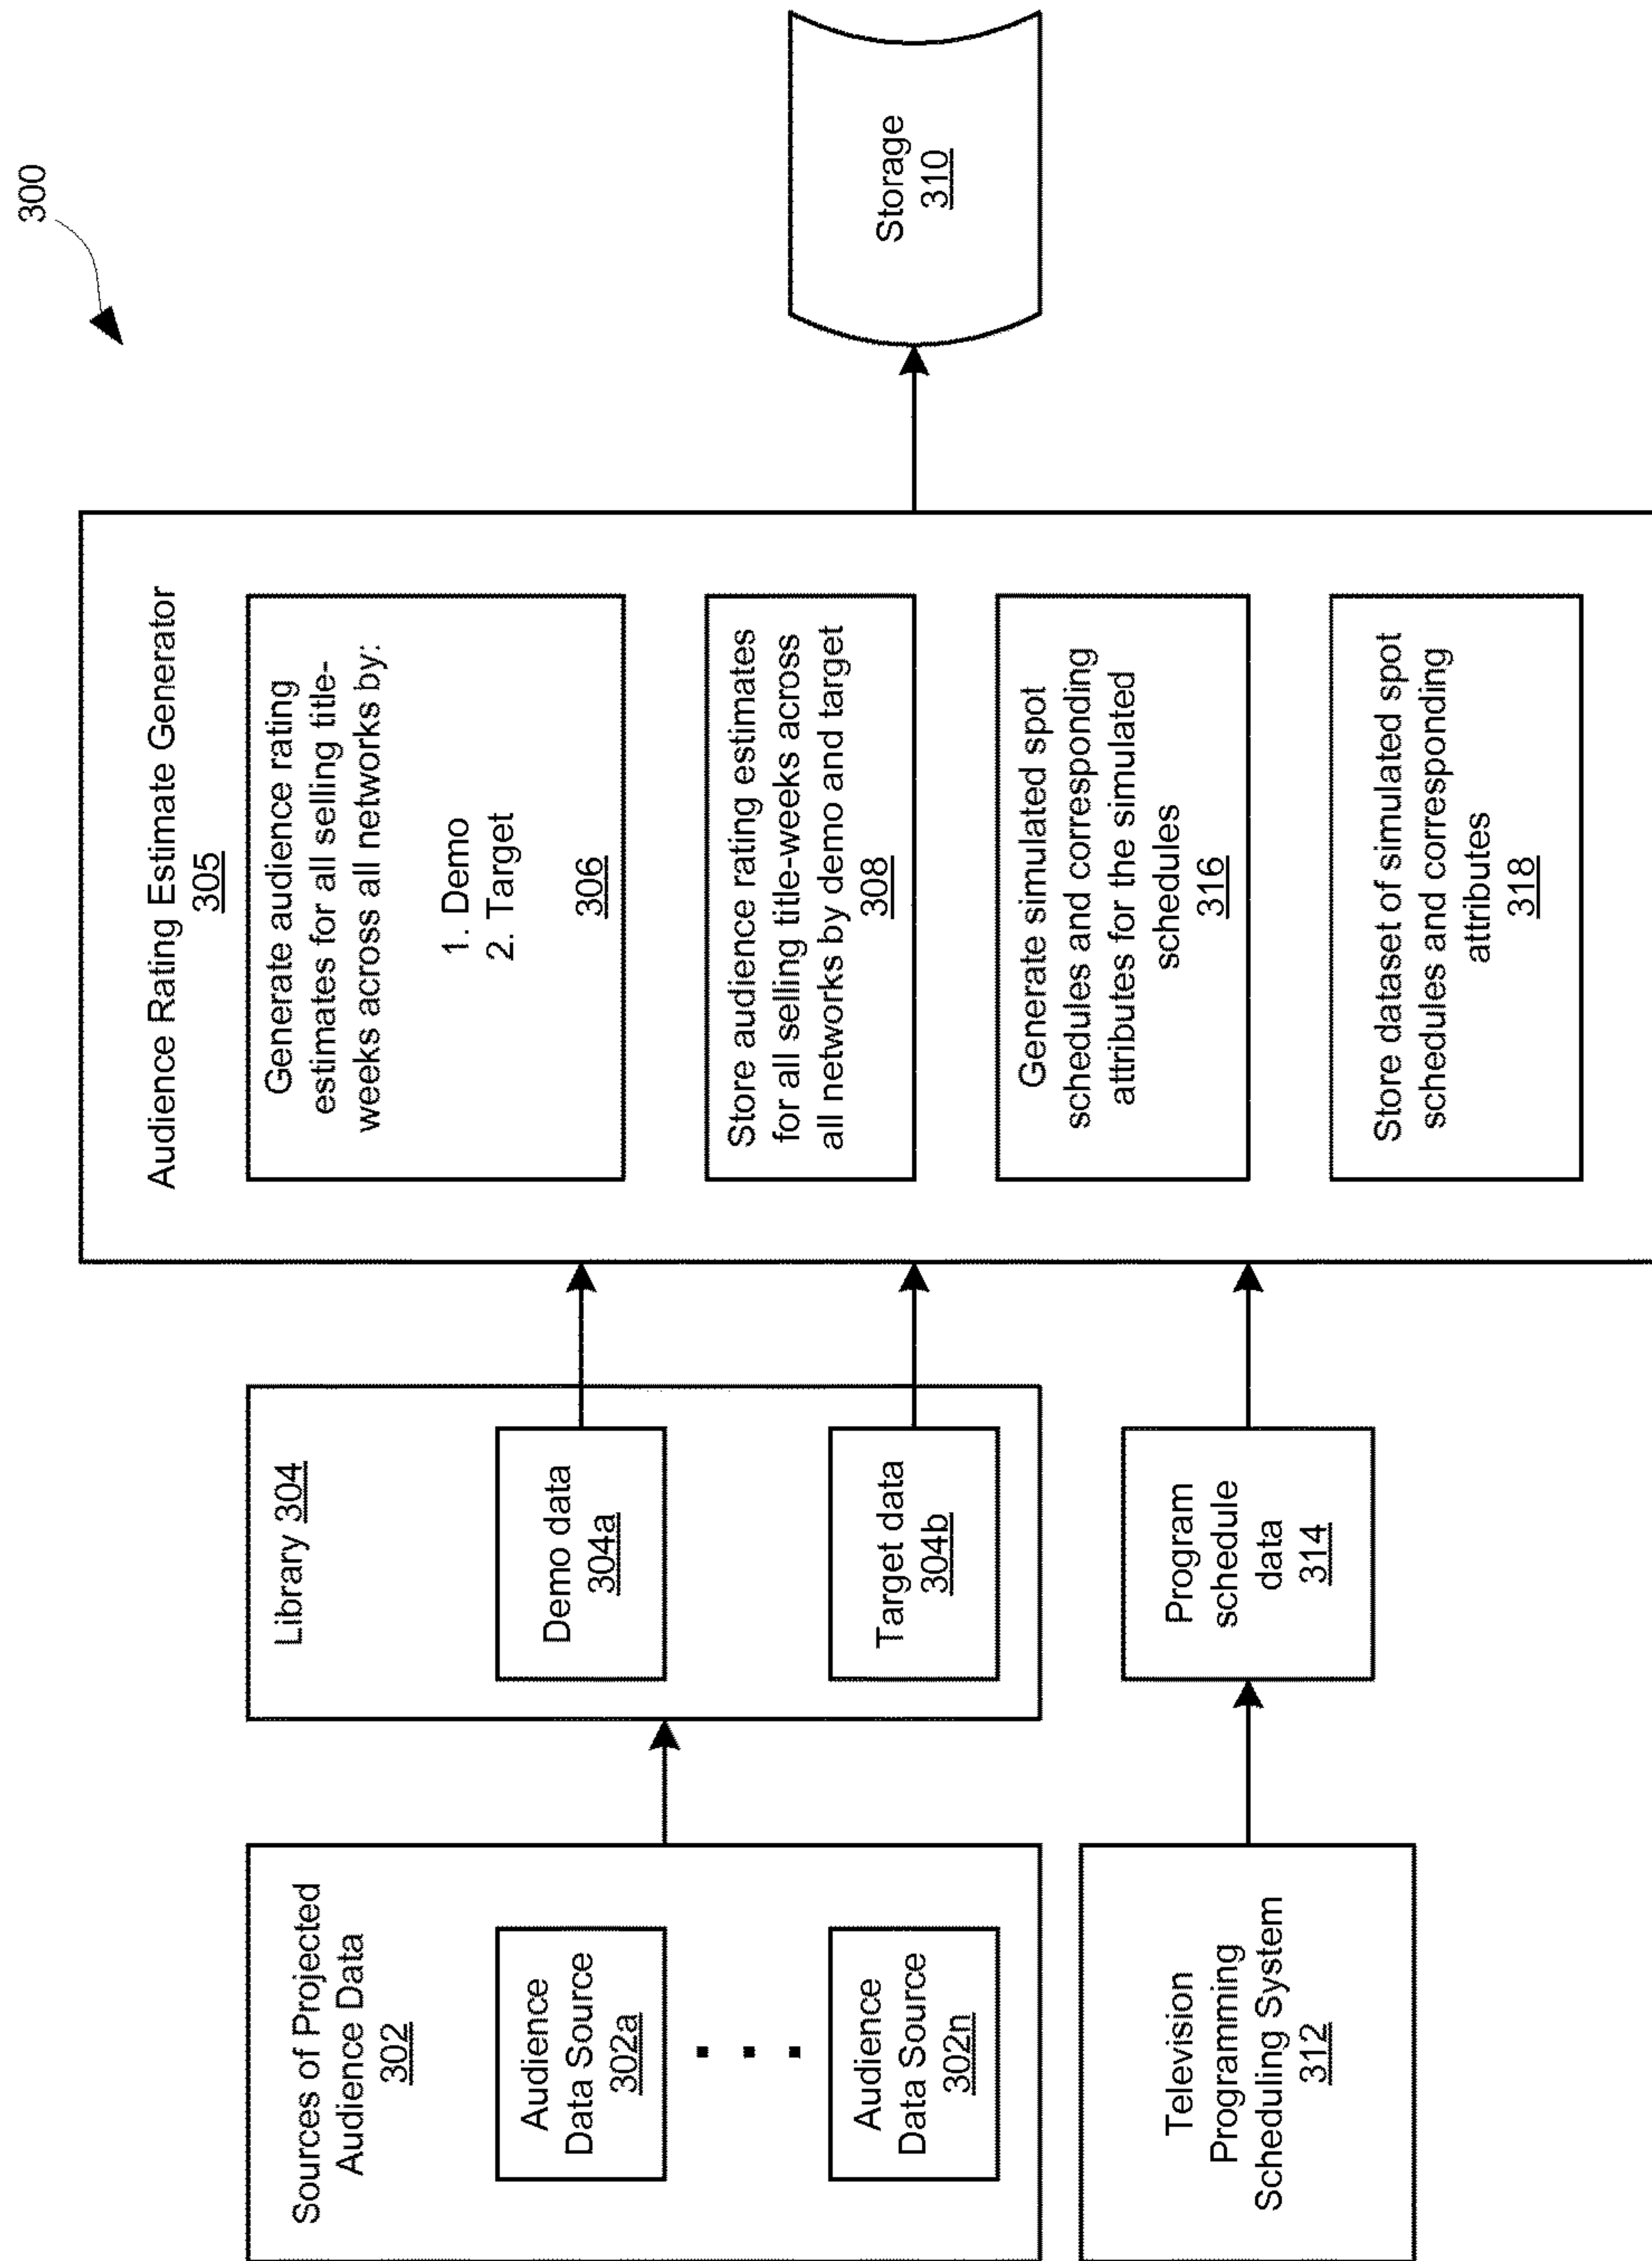 300
Sources of Projected
Audience Data
302
Audience
Data Source
302a
Audience
Data Source
302n
Television
Programming
Scheduling System
312
Library 304
Demo data
304a
Target data
304b
Program
schedule
data
314
Audience Rating Estimate Generator
305
Generate audience rating
estimates for all selling title-
weeks across all networks by:
1. Demo
2. Target
306
Store audience rating estimates
for all selling title-weeks across
all networks by demo and target
308
Generate simulated spot
schedules and corresponding
attributes for the simulated
schedules
316
Store dataset of simulated spot
schedules and corresponding
attributes
318
Storage
310